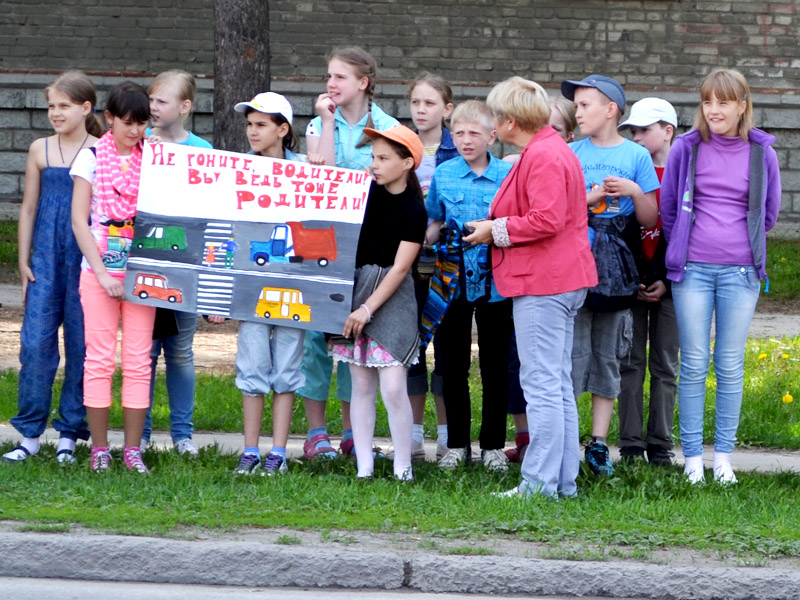 Не гоните, водители!
Вы ведь тоже
Родители!